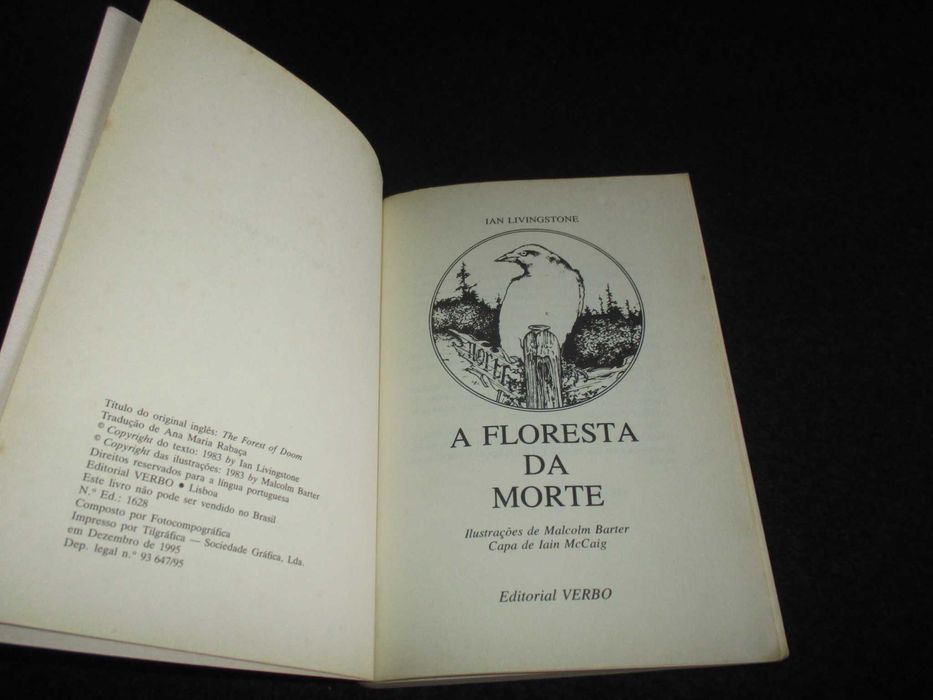 Título do original inglês: The Forest of Doom
Tradução de Ana Maria Rabaça
© Copyright do texto: 1983 by Ian Livingstone
© Copyright das ilustrações: 1983 by Malcolm Barter
Direitos reservados para a língua portuguesa
Editorial VERBO • Lisboa
Este livro não pode ser vendido no Brasil
N.º Ed.: 1628
Composto por Fotocompográfica
Impresso por Tilgráfica — Sociedade Gráfica, Lda.
em Dezembro de 1995
Dep. legal n.º 93 647/95
IAN LIVINGSTONE
A FLORESTA
DA
MORTE
Ilustrações de Malcolm Barter
Capa de Iain McCaig
Editorial VERBO